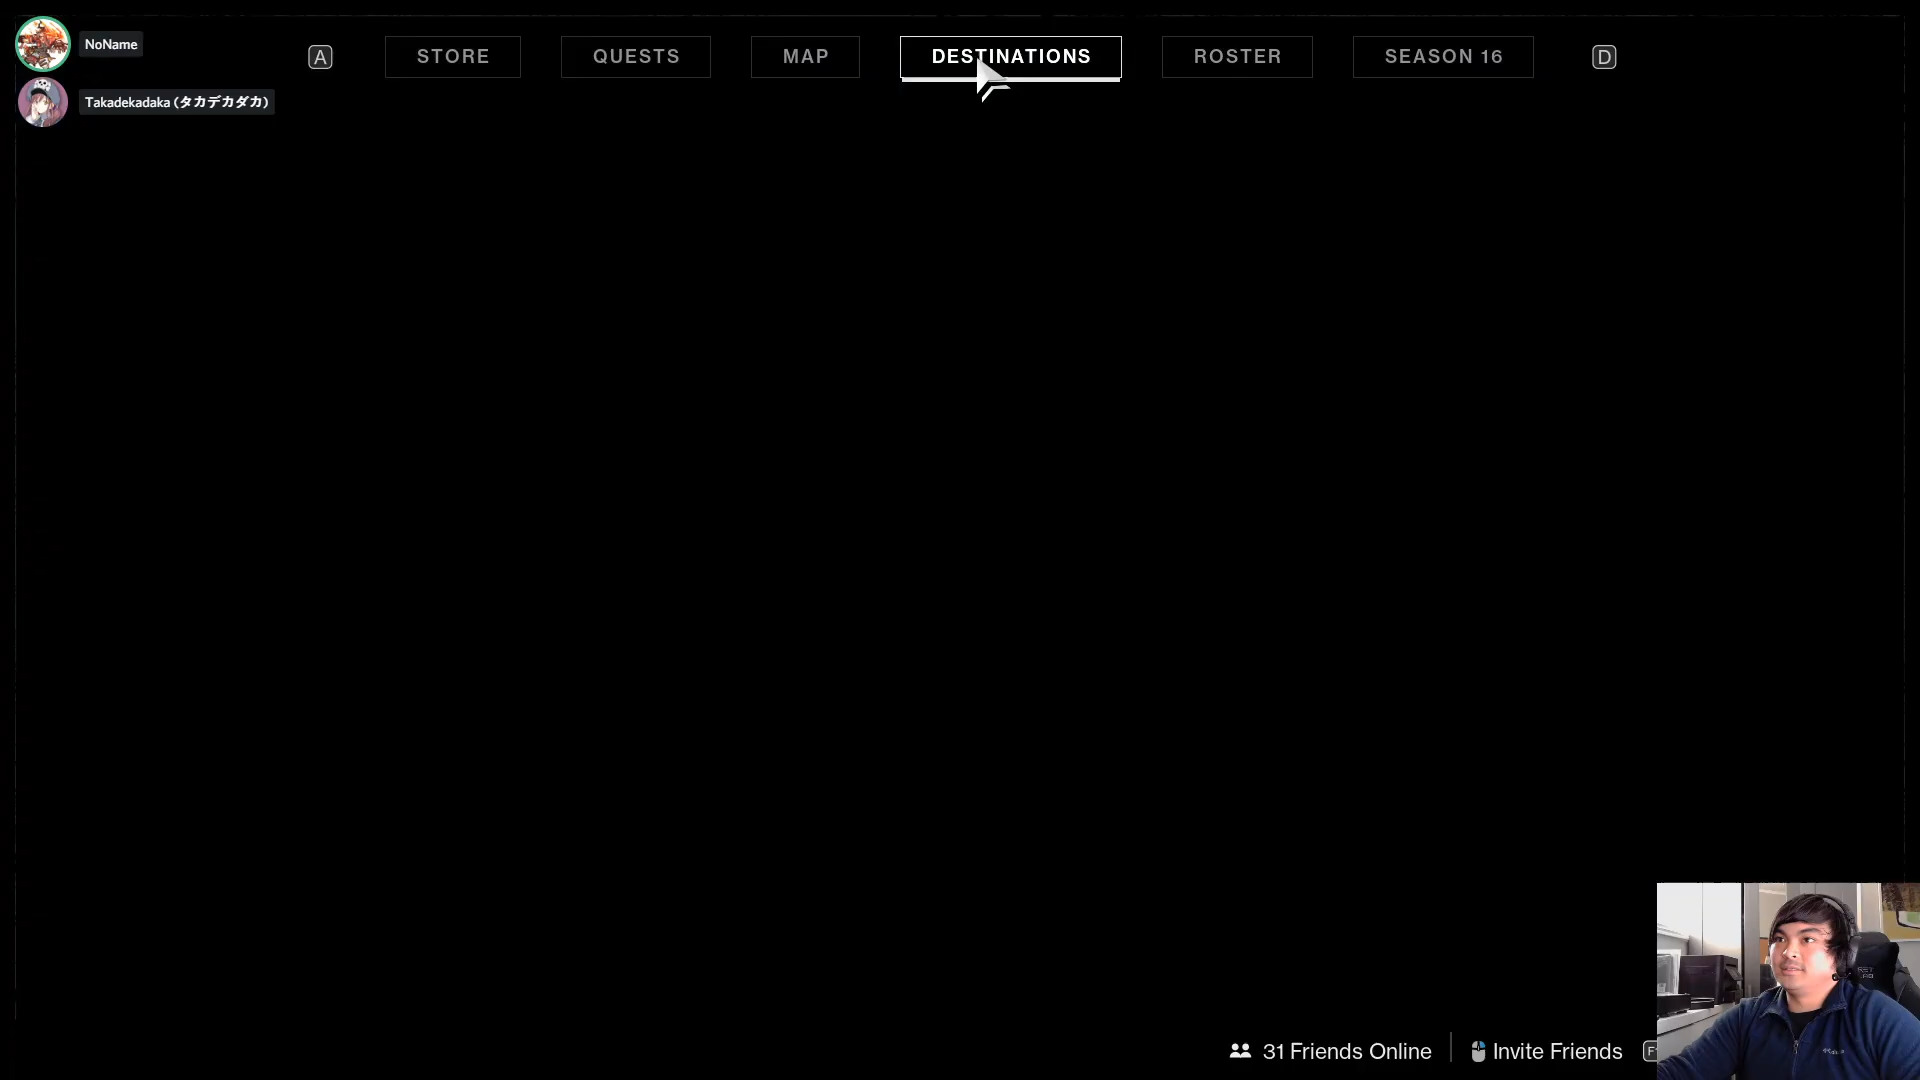 NoName
Takadekadaka (タカデカダカ)
A
STORE
QUESTS
MAP
DESTINATIONS
ROSTER
SEASON 16
D
31 Friends Online
Invite Friends